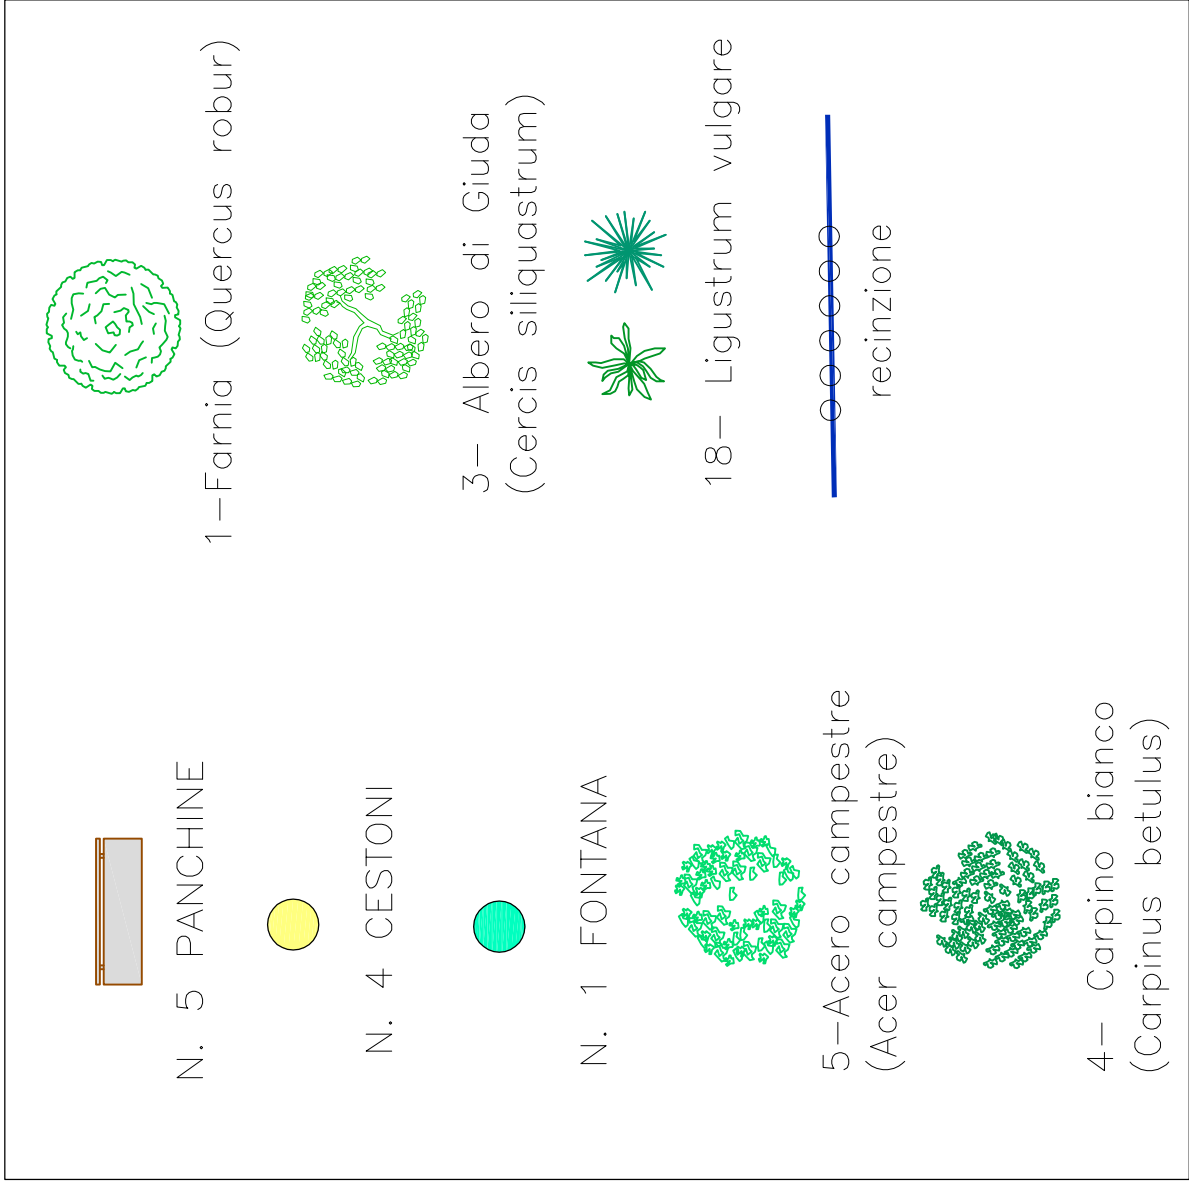 N. 5 PANCHINE
N. 4 CESTONI
N. 1 FONTANA
5-Acero campestre
(Acer campestre)
4- Carpino bianco
(Carpinus betulus)
1-Farnia (Quercus robur)
3- Albero di Giuda
(Cercis siliquastrum)
18- Ligustrum vulgare
recinzione